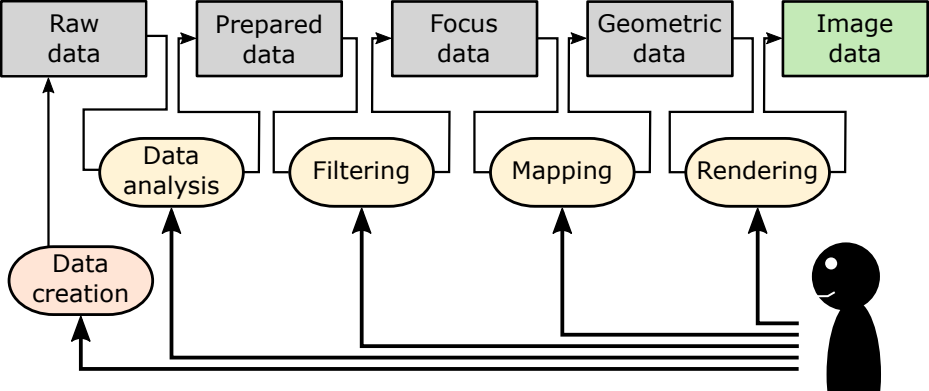 Raw
data
Prepared
data
Focus
data
Geometric
data
Image
data
Data
analysis
Filtering
Mapping
Rendering
Data
creation